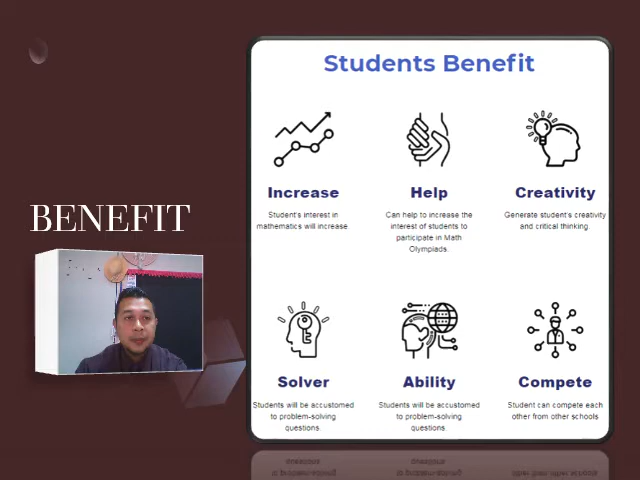 BENEFIT
Students Benefit
Increase
Student's interest in
mathematics will increase
Help
Can help to increase the
interest of students to
participate in Math
Olympiads.
Creativity
Generate student's creativity
and critical thinking.
Solver
Students will be accustomed
to problem-solving
questions.
Ability
Students will be accustomed
to problem-solving
questions.
Compete
Student can compete each
other from other schools